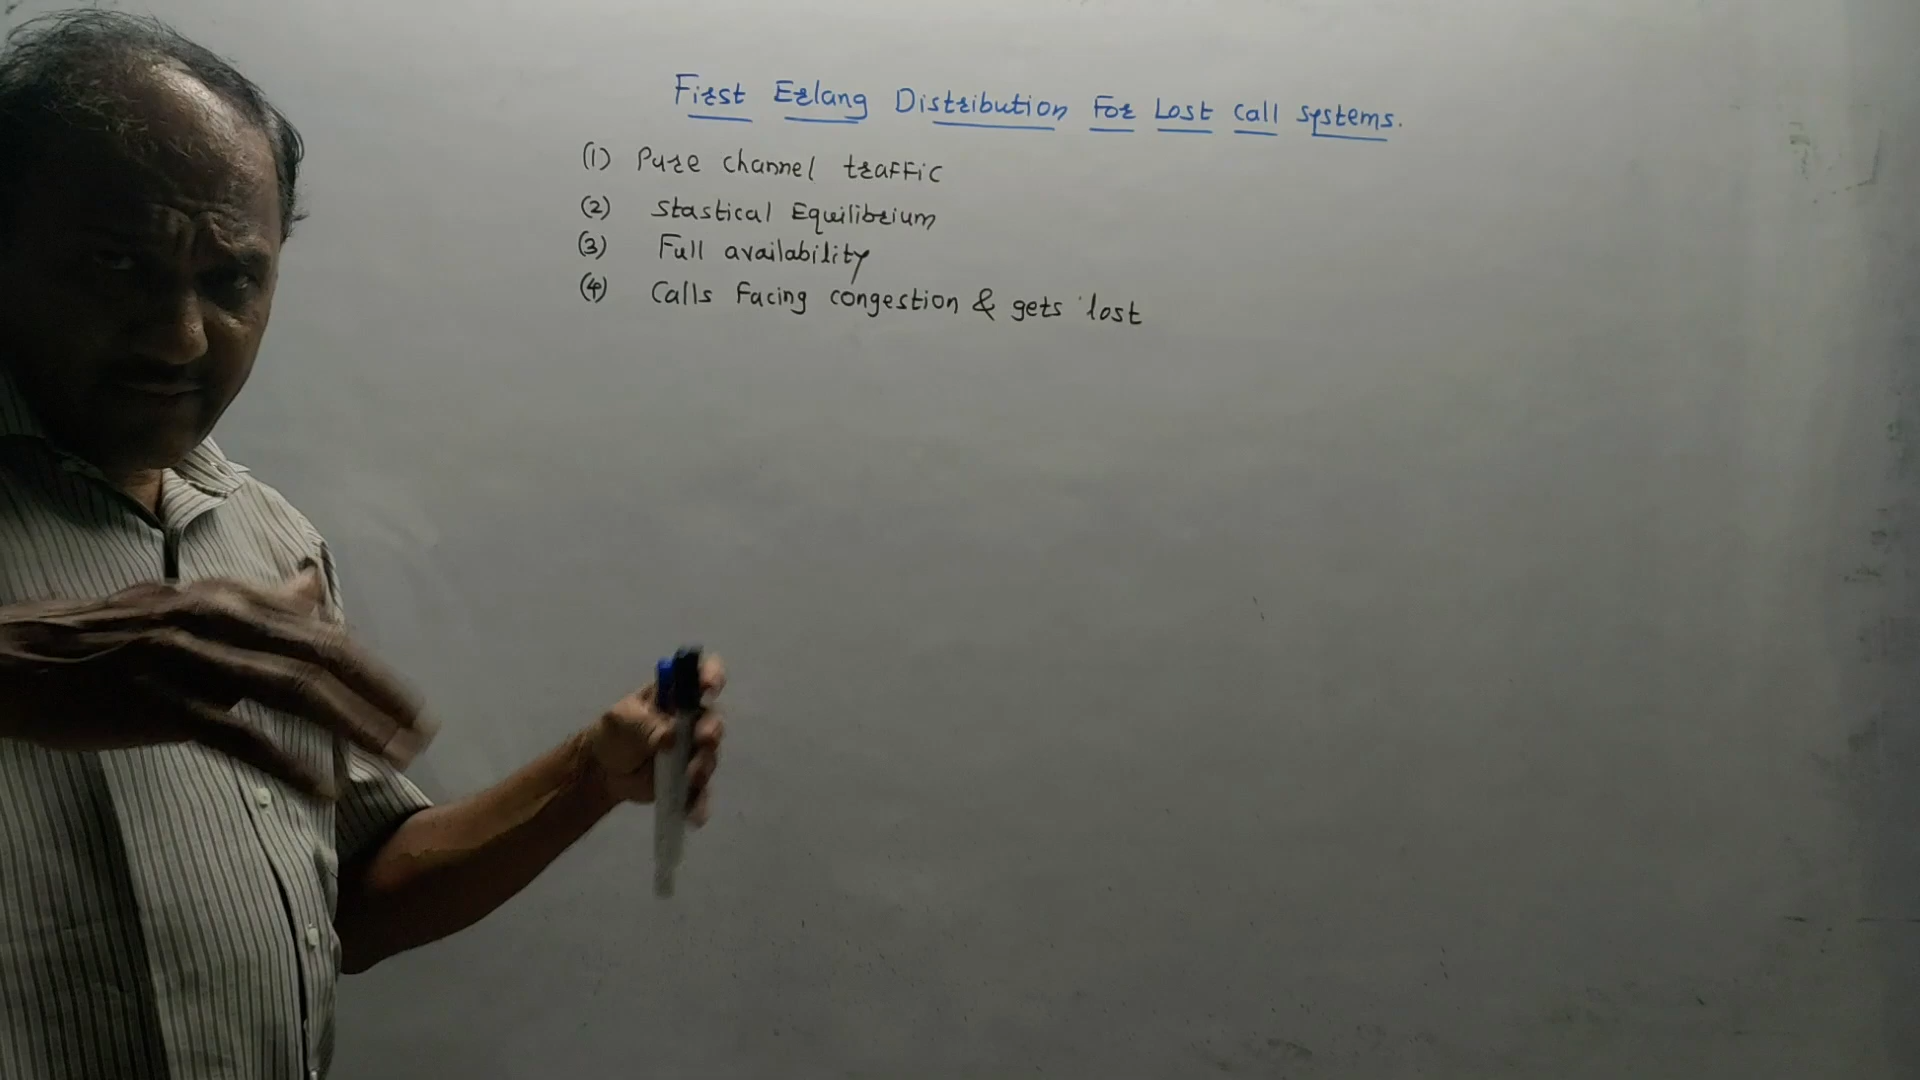 First Erlang Distribution For Lost Call systems.
(1) Pure channel traffic
(2) Stastical Equilibrium
(3) Full availability
(4) Calls Facing congestion & gets lost